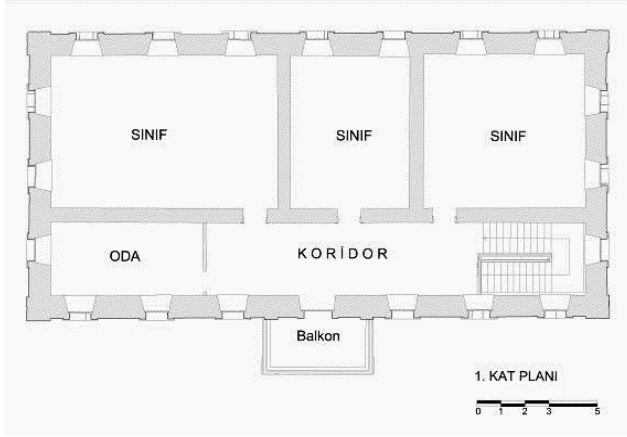 SINIF
SINIF
SINIF
ODA
KORİDOR
Balkon
1. KAT PLANI
0 1 2 3 5